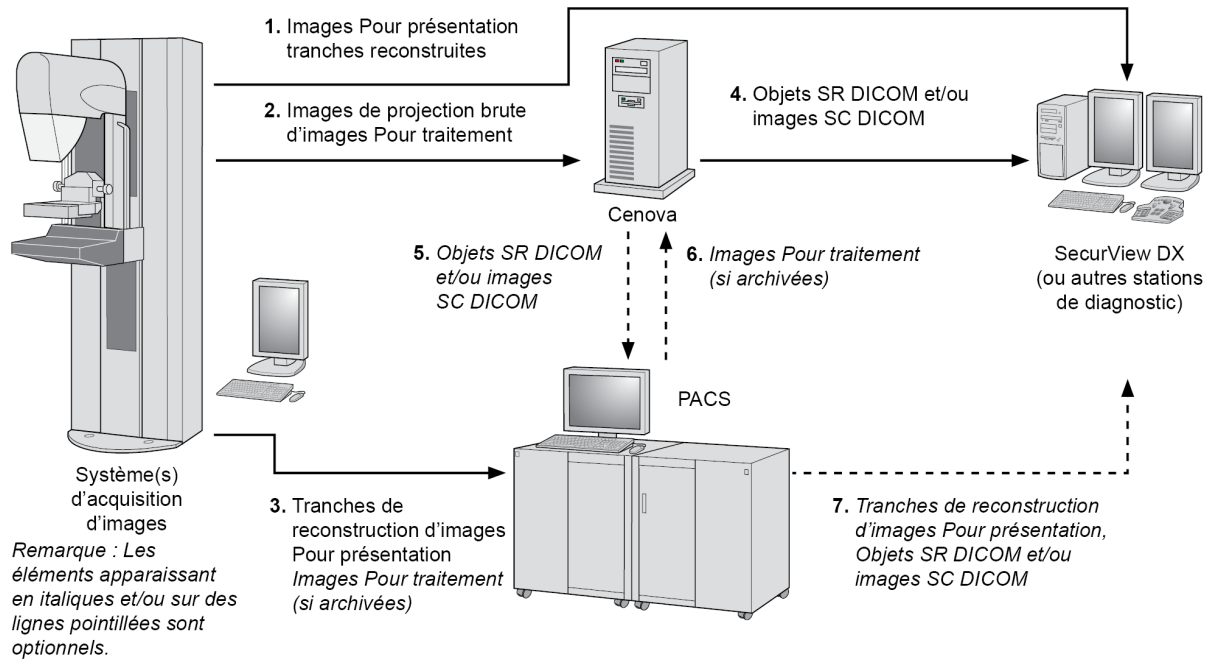 1. Images Pour présentation
tranches reconstruites
2. Images de projection brute
d'images Pour traitement
4. Objets SR DICOM et/ou
images SC DICOM
Cenova
5. Objets SR DICOM
et/ou images
SC DICOM
6. Images Pour traitement
(si archivées)
SecurView DX
(ou autres stations
de diagnostic)
PACS
Système(s)
d'acquisition
d'images
Remarque : Les
éléments apparaissant
en italiques et/ou sur des
lignes pointillées sont
optionnels.
3. Tranches de
reconstruction d'images
Pour présentation
Images Pour traitement
(si archivées)
7. Tranches de reconstruction
d'images Pour présentation,
Objets SR DICOM et/ou
images SC DICOM